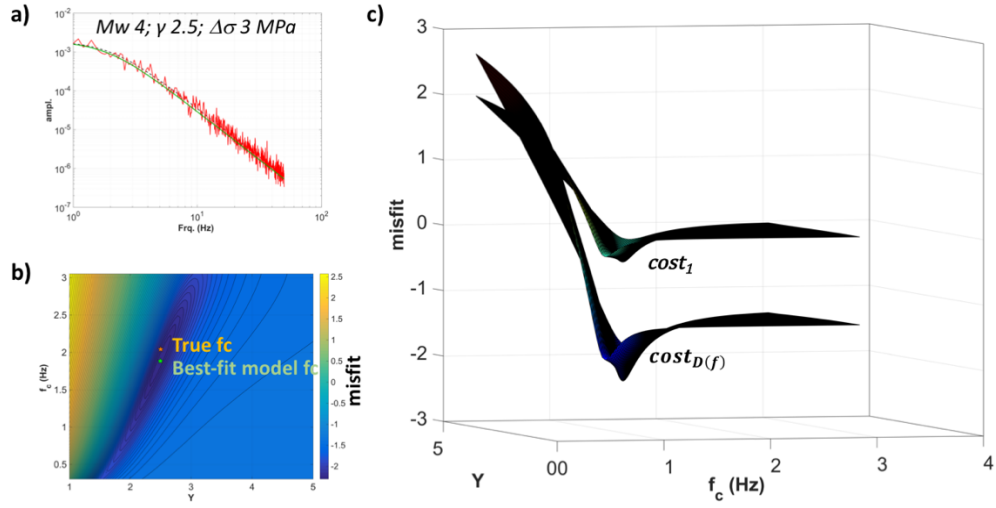 a)
Mw 4; γ 2.5; Δσ 3 MPa
10⁻²
10⁻³
10⁻⁴
10⁻⁵
10⁻⁶
10⁻⁷
ampl.
10⁰ 10¹ 10²
Frq. (Hz)
b)
True fc
Best-fit model fc
3
2.5
2
1.5
1
0.5
f_c (Hz)
1 2 3 4 5
Y
2.5
2
1.5
1
0.5
0
-0.5
-1
-1.5
-2
misfit
c)
3
2
1
0
-1
-2
-3
misfit
cost₁
cost_D(f)
5 00 1 2 3 4
Y f_c (Hz)